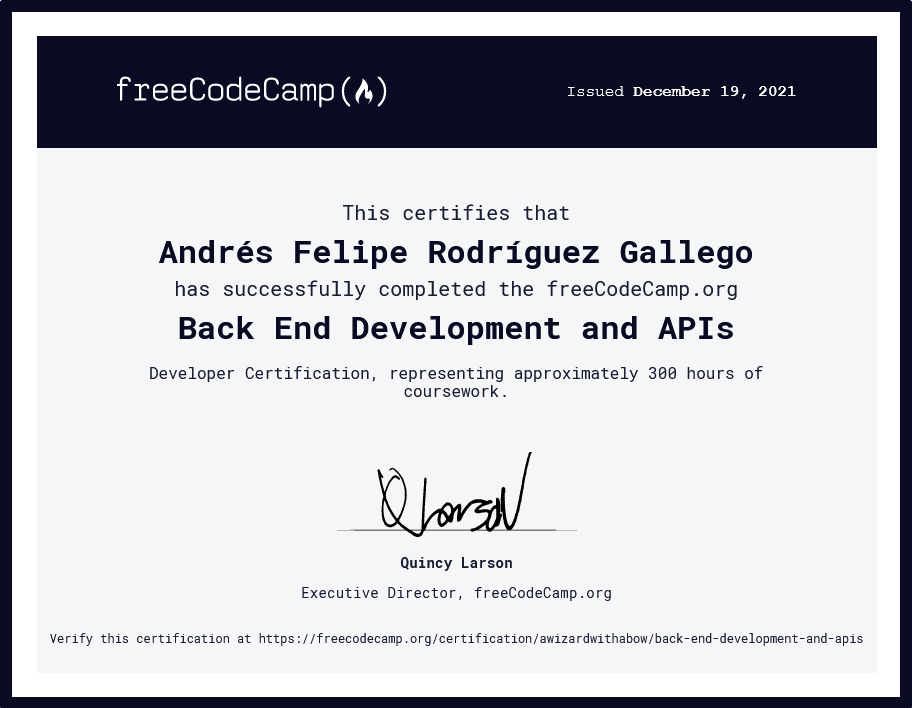 freeCodeCamp(🔥)
Issued December 19, 2021
This certifies that
Andrés Felipe Rodríguez Gallego
has successfully completed the freeCodeCamp.org
Back End Development and APIs
Developer Certification, representing approximately 300 hours of
coursework.
Q Larson
Quincy Larson
Executive Director, freeCodeCamp.org
Verify this certification at https://freecodecamp.org/certification/awizardwithabow/back-end-development-and-apis